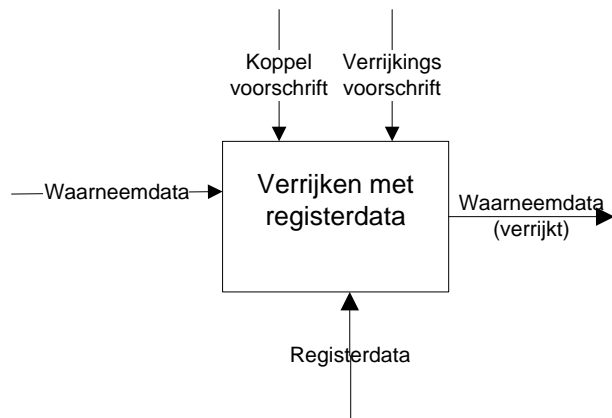 Koppel
voorschrift
Verrijkings
voorschrift
Waarneemdata
Verrijken met
registerdata
Waarneemdata
(verrijkt)
Registerdata